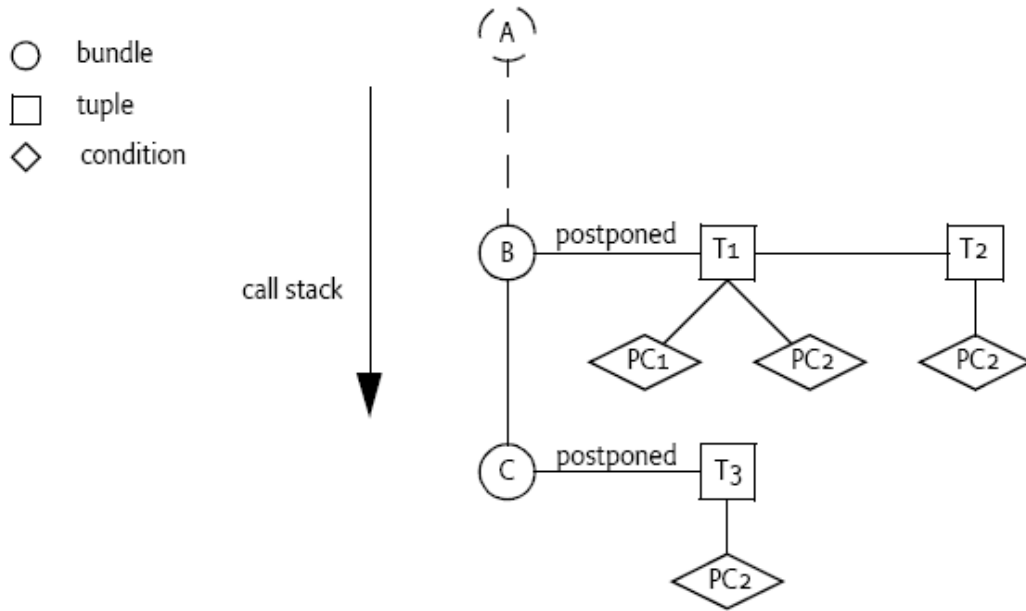 A
bundle
tuple
condition
B
postponed
T1
T2
call stack
PC1
PC2
PC2
C
postponed
T3
PC2